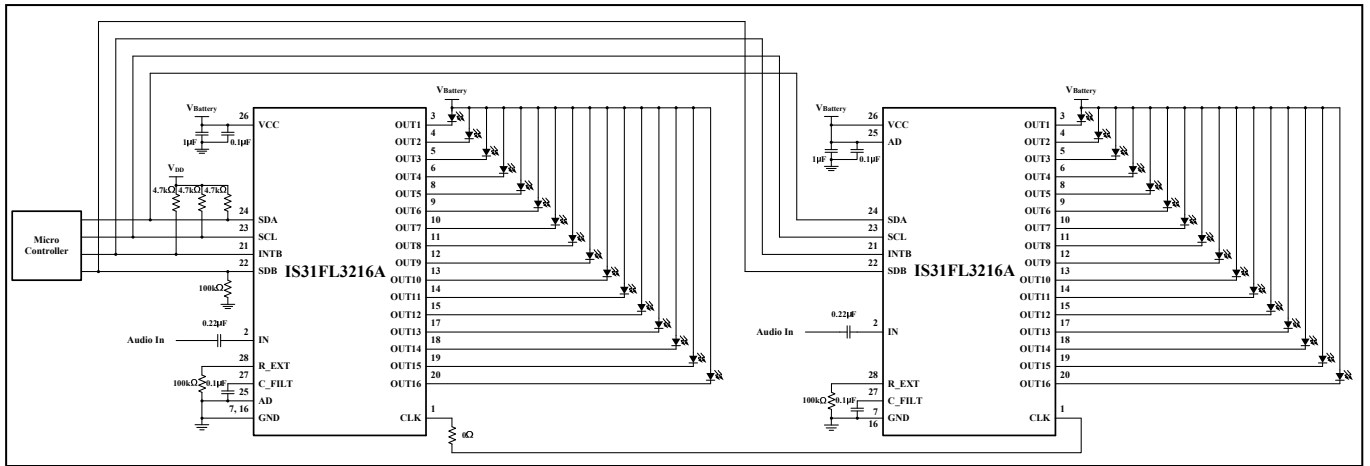 VBattery
1µF
0.1µF
VDD
4.7kΩ 4.7kΩ 4.7kΩ
Micro
Controller
100kΩ
Audio In
0.22µF
100kΩ
0.1µF
26
VCC
24
SDA
23
SCL
21
INTB
22
SDB
IS31FL3216A
2
IN
28
R_EXT
27
C_FILT
25
AD
7, 16
GND
VBattery
3
OUT1
4
OUT2
5
OUT3
6
OUT4
8
OUT5
9
OUT6
10
OUT7
11
OUT8
12
OUT9
13
OUT10
14
OUT11
15
OUT12
17
OUT13
18
OUT14
19
OUT15
20
OUT16
1
CLK
0Ω
VBattery
1µF
0.1µF
Audio In
0.22µF
100kΩ
0.1µF
26
VCC
25
AD
24
SDA
23
SCL
21
INTB
22
SDB
IS31FL3216A
2
IN
28
R_EXT
27
C_FILT
7
16
GND
VBattery
3
OUT1
4
OUT2
5
OUT3
6
OUT4
8
OUT5
9
OUT6
10
OUT7
11
OUT8
12
OUT9
13
OUT10
14
OUT11
15
OUT12
17
OUT13
18
OUT14
19
OUT15
20
OUT16
1
CLK